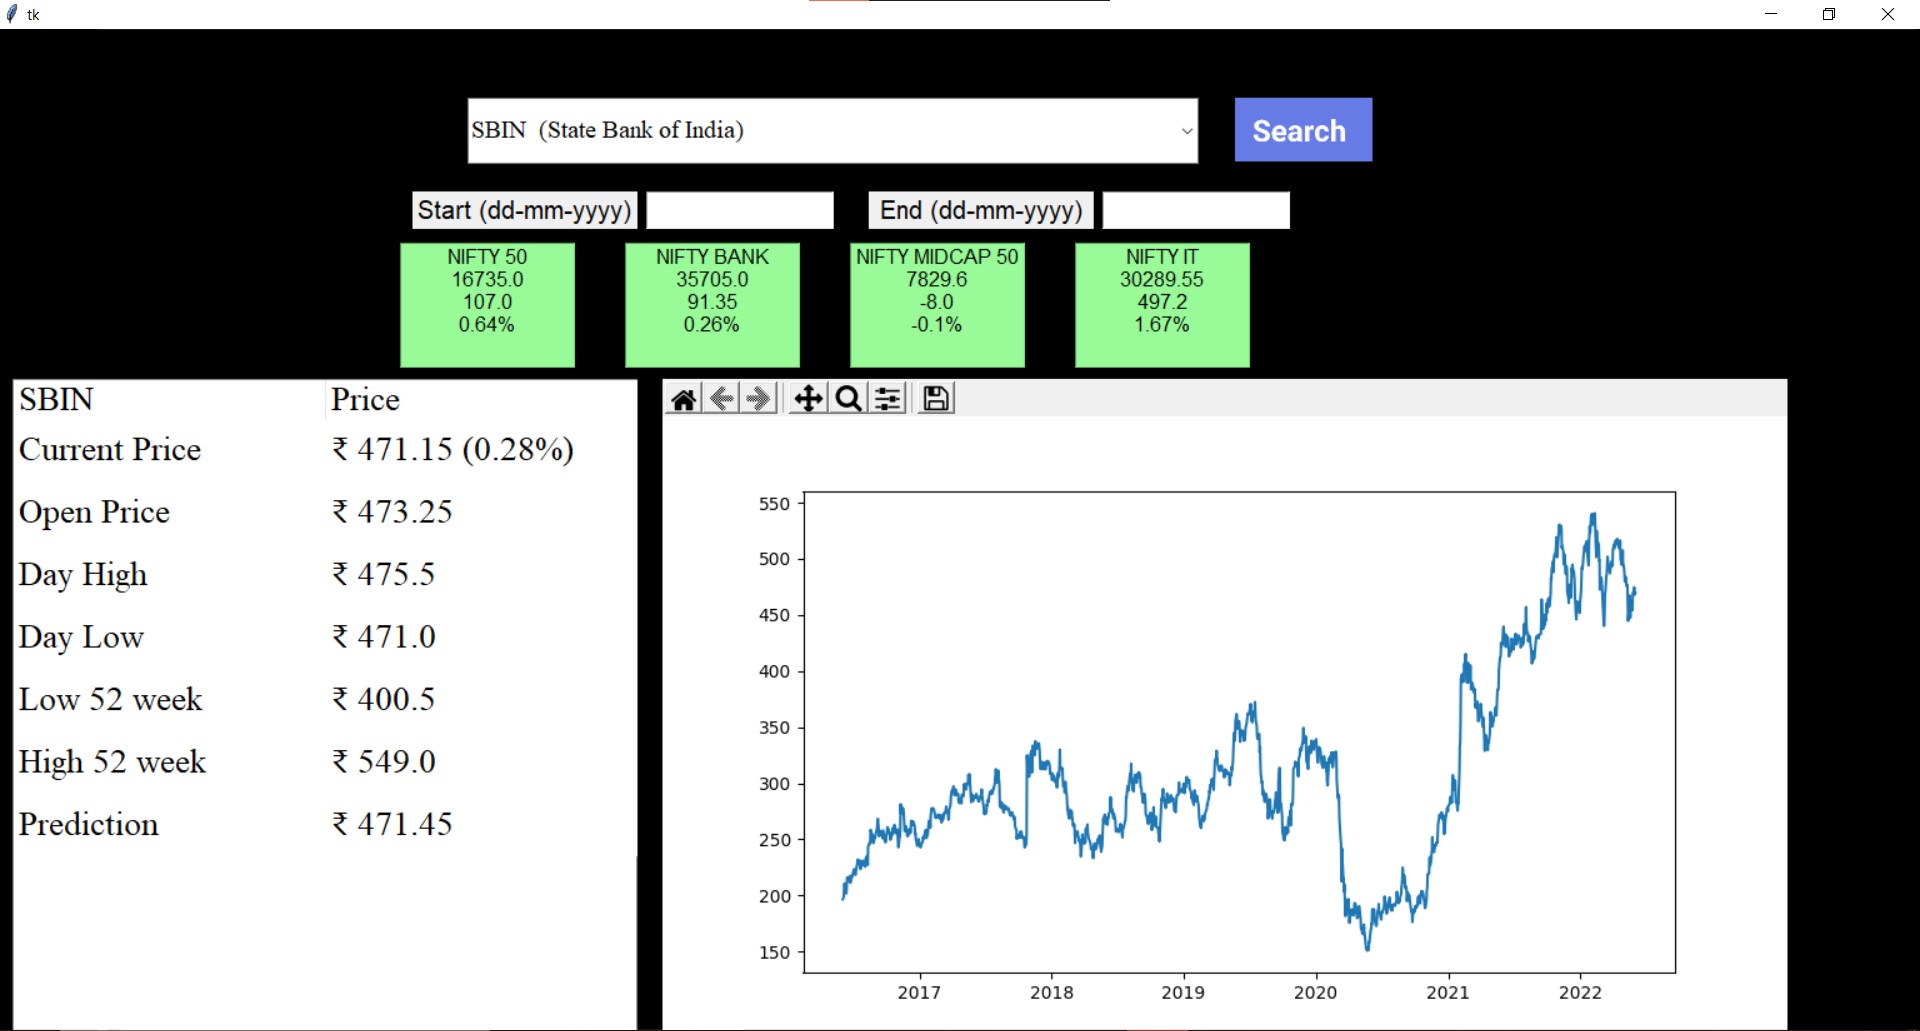 tk
SBIN  (State Bank of India)
Search
Start (dd-mm-yyyy)
End (dd-mm-yyyy)
NIFTY 50
16735.0
107.0
0.64%
NIFTY BANK
35705.0
91.35
0.26%
NIFTY MIDCAP 50
7829.6
-8.0
-0.1%
NIFTY IT
30289.55
497.2
1.67%
SBIN Price
Current Price ₹ 471.15 (0.28%)
Open Price ₹ 473.25
Day High ₹ 475.5
Day Low ₹ 471.0
Low 52 week ₹ 400.5
High 52 week ₹ 549.0
Prediction ₹ 471.45
550
500
450
400
350
300
250
200
150
2017 2018 2019 2020 2021 2022